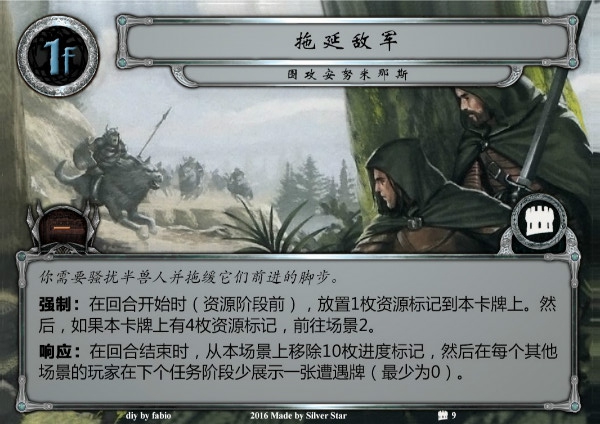 1F
拖延敌军
围攻安努米那斯
你需要骚扰半兽人并拖缓它们前进的脚步。
强制：在回合开始时（资源阶段前），放置1枚资源标记到本卡牌上。然
后，如果本卡牌上有4枚资源标记，前往场景2。
响应：在回合结束时，从本场景上移除10枚进度标记，然后在每个其他
场景的玩家在下个任务阶段少展示一张遭遇牌（最少为0）。
diy by fabio 2016 Made by Silver Star 9